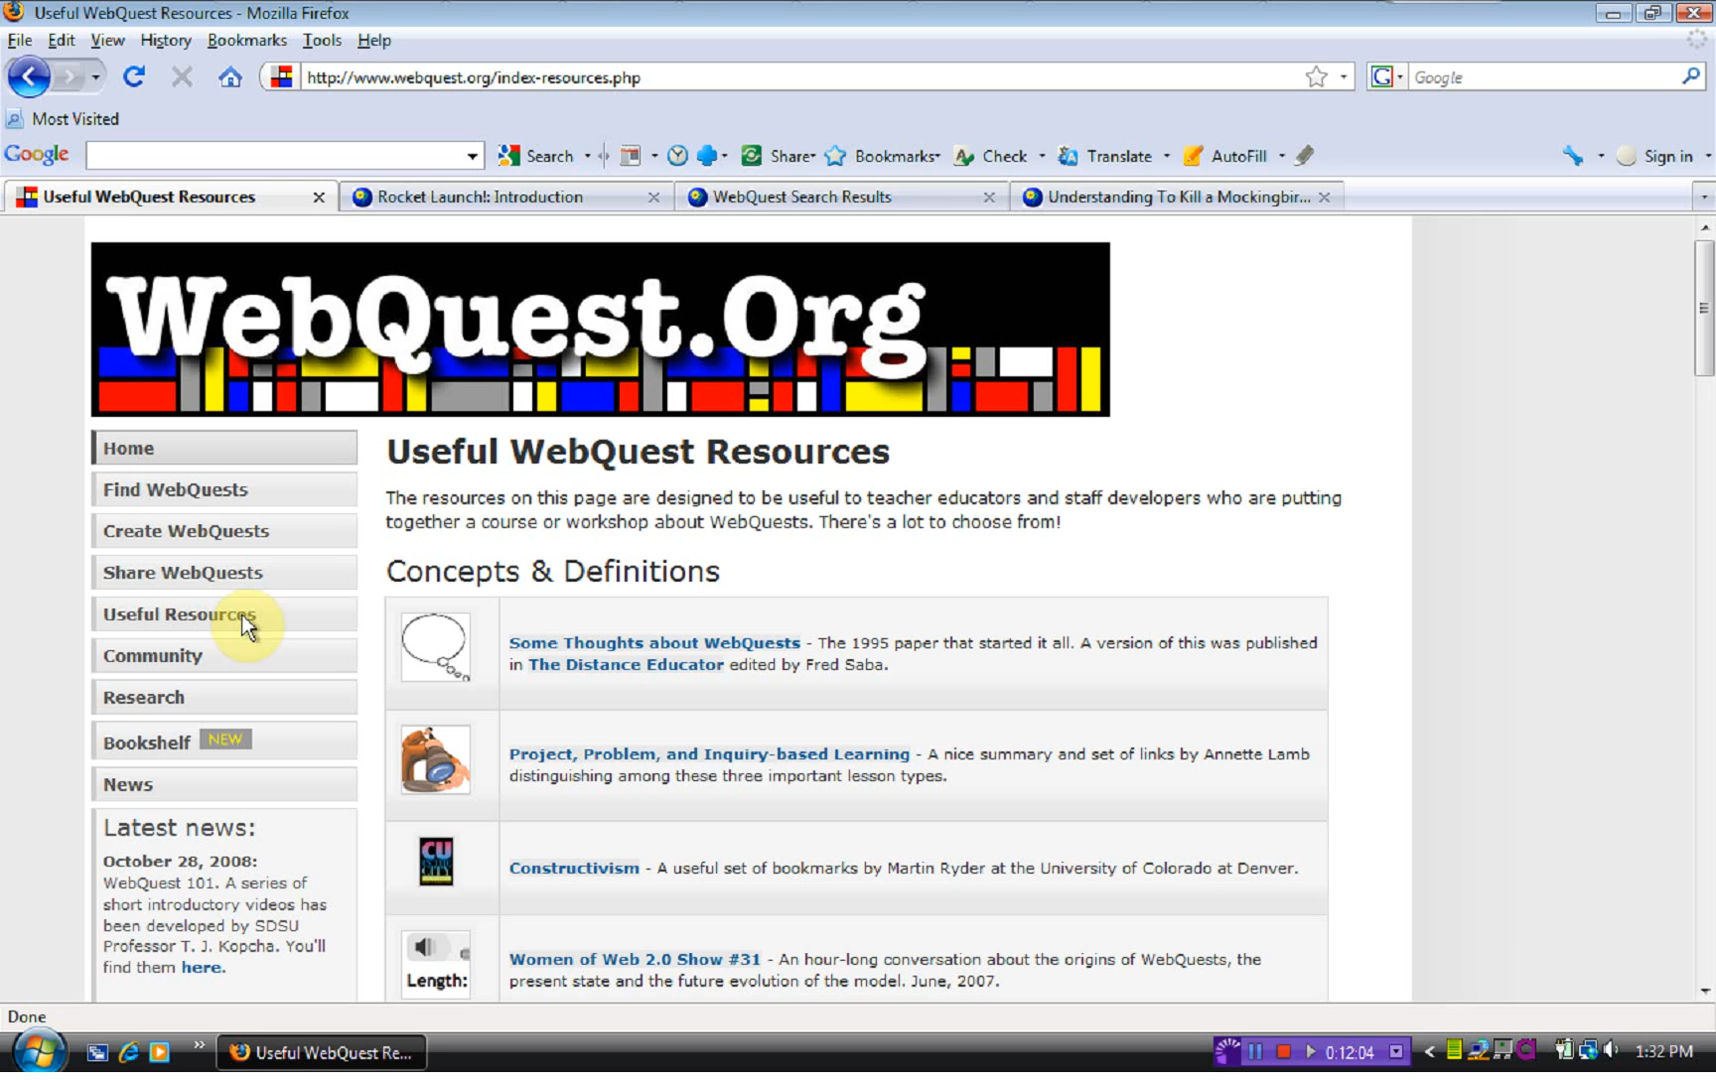 Useful WebQuest Resources - Mozilla Firefox
File Edit View History Bookmarks Tools Help
http://www.webquest.org/index-resources.php
Google
Most Visited
Google Search Share Bookmarks Check Translate AutoFill Sign in
Useful WebQuest Resources Rocket Launch!: Introduction WebQuest Search Results Understanding To Kill a Mockingbir...
WebQuest.Org
Home
Find WebQuests
Create WebQuests
Share WebQuests
Useful Resources
Community
Research
Bookshelf NEW
News
Latest news:
October 28, 2008:
WebQuest 101. A series of
short introductory videos has
been developed by SDSU
Professor T. J. Kopcha. You'll
find them here.
Useful WebQuest Resources
The resources on this page are designed to be useful to teacher educators and staff developers who are putting
together a course or workshop about WebQuests. There's a lot to choose from!
Concepts & Definitions
Some Thoughts about WebQuests - The 1995 paper that started it all. A version of this was published
in The Distance Educator edited by Fred Saba.
Project, Problem, and Inquiry-based Learning - A nice summary and set of links by Annette Lamb
distinguishing among these three important lesson types.
CU
Constructivism - A useful set of bookmarks by Martin Ryder at the University of Colorado at Denver.
Length:
Women of Web 2.0 Show #31 - An hour-long conversation about the origins of WebQuests, the
present state and the future evolution of the model. June, 2007.
Done
Useful WebQuest Re...
0:12:04
1:32 PM